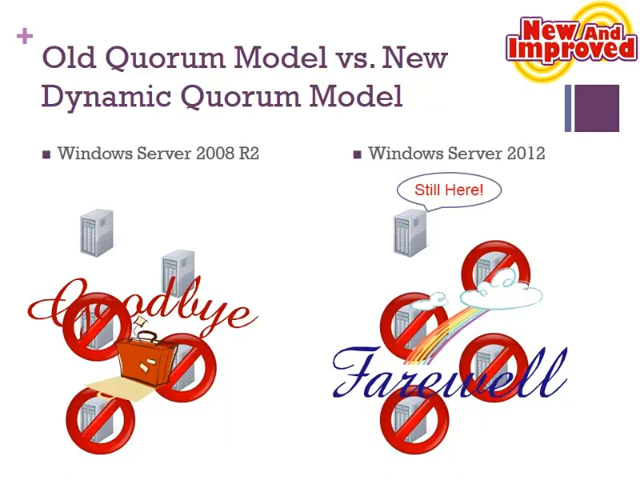 New And
Improved
+
Old Quorum Model vs. New
Dynamic Quorum Model
Windows Server 2008 R2
Windows Server 2012
Still Here!
Goodbye
Farewell